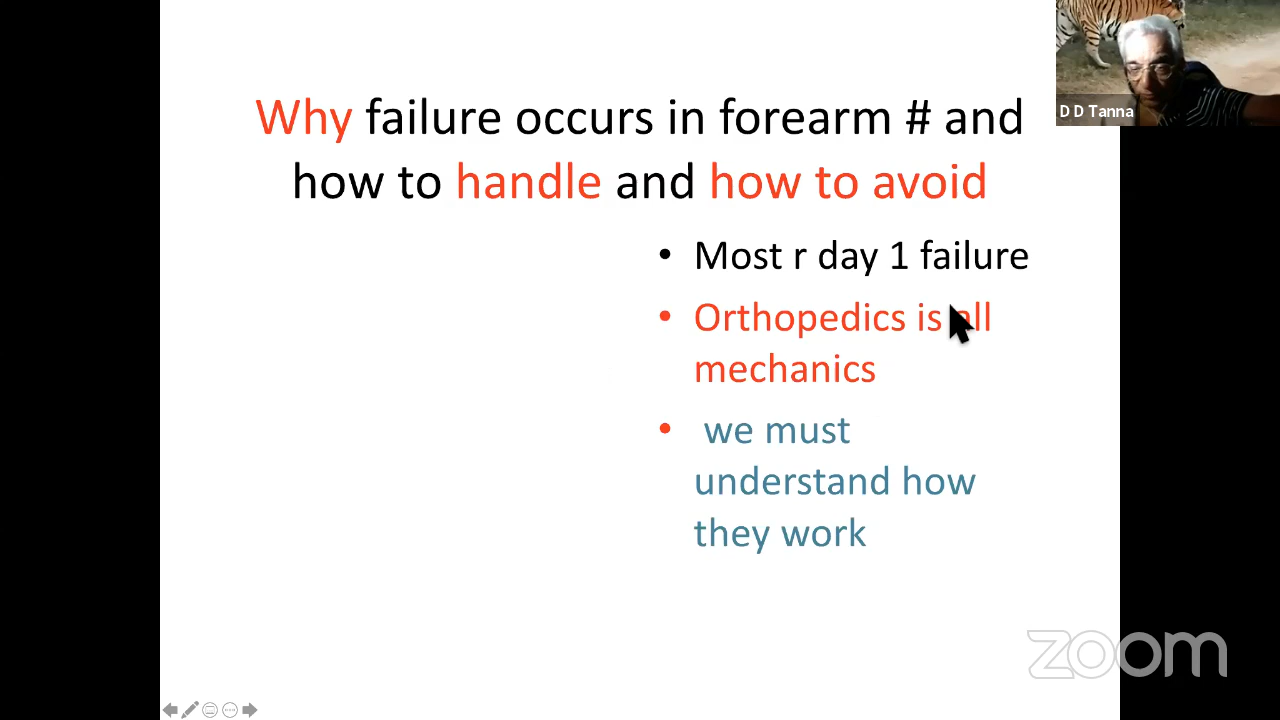 Why failure occurs in forearm # and
how to handle and how to avoid
• Most r day 1 failure
• Orthopedics is all
mechanics
• we must
understand how
they work
D D Tanna
zoom